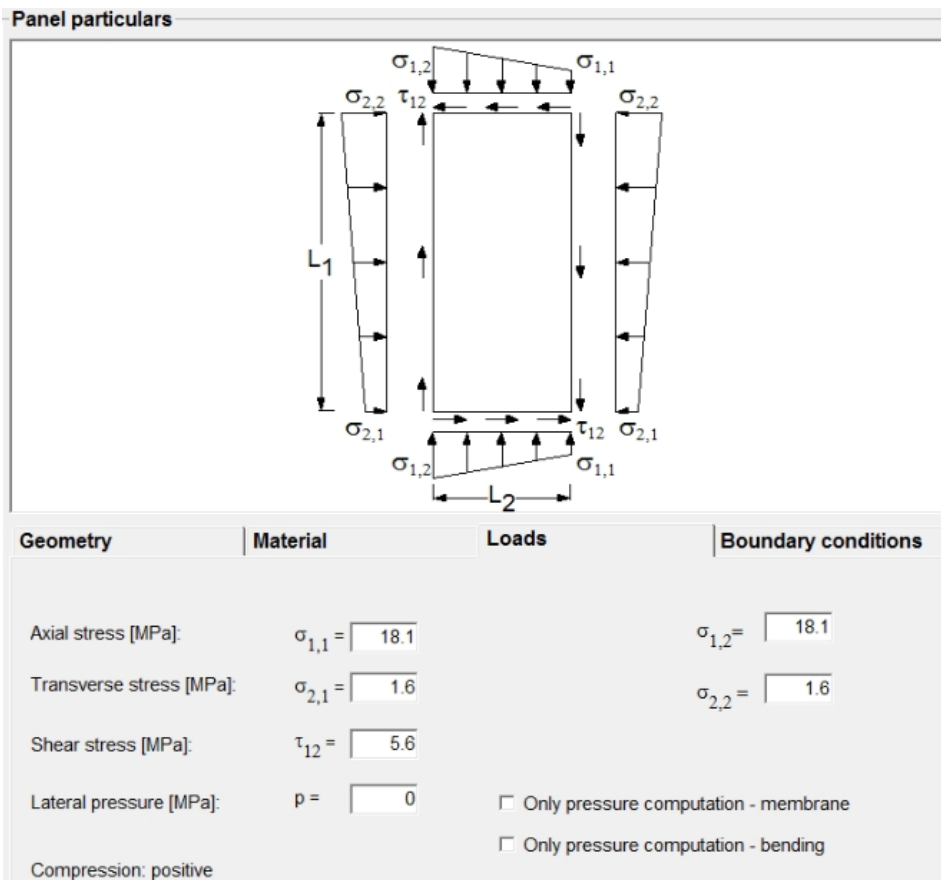 Panel particulars
σ1,2 σ1,1
σ2,2 τ12 σ2,2
L1
σ2,1 τ12 σ2,1
σ1,2 σ1,1
L2
Geometry Material Loads Boundary conditions
Axial stress [MPa]: σ1,1 = 18.1 σ1,2= 18.1
Transverse stress [MPa]: σ2,1 = 1.6 σ2,2 = 1.6
Shear stress [MPa]: τ12 = 5.6
Lateral pressure [MPa]: p = 0 Only pressure computation - membrane
Only pressure computation - bending
Compression: positive